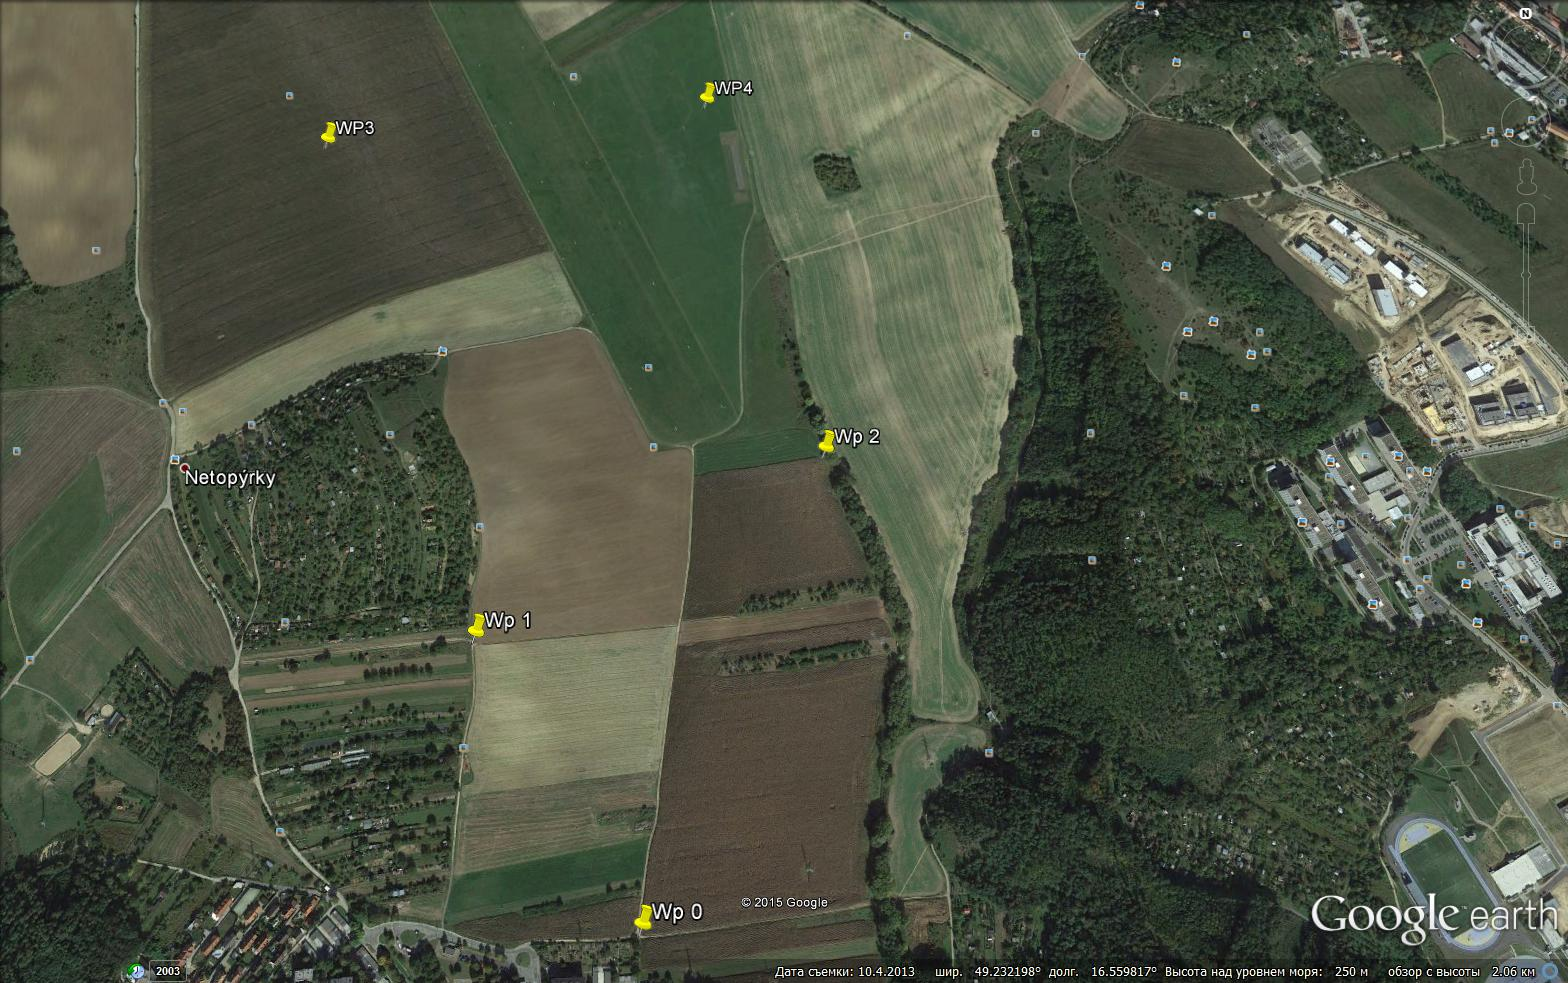 N
WP4
WP3
Wp 2
Netopýrky
Wp 1
© 2015 Google
Wp 0
Google earth
2003
Дата съемки: 10.4.2013 шир. 49.232198° долг. 16.559817° Высота над уровнем моря: 250 м обзор с высоты 2.06 км